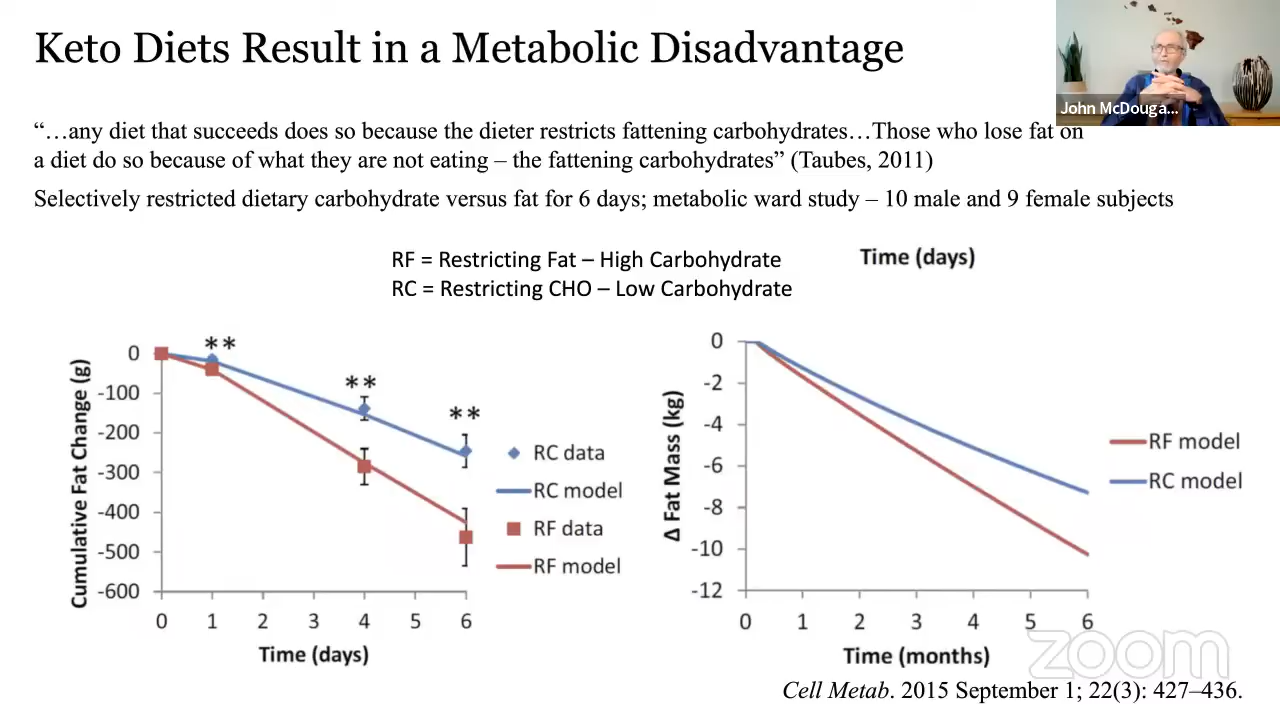 Keto Diets Result in a Metabolic Disadvantage
John McDouga...
“…any diet that succeeds does so because the dieter restricts fattening carbohydrates…Those who lose fat on
a diet do so because of what they are not eating – the fattening carbohydrates” (Taubes, 2011)
Selectively restricted dietary carbohydrate versus fat for 6 days; metabolic ward study – 10 male and 9 female subjects
RF = Restricting Fat – High Carbohydrate
RC = Restricting CHO – Low Carbohydrate
Time (days)
Cumulative Fat Change (g)
0
-100
-200
-300
-400
-500
-600
**
**
**
0 1 2 3 4 5 6
Time (days)
RC data
RC model
RF data
RF model
Δ Fat Mass (kg)
0
-2
-4
-6
-8
-10
-12
0 1 2 3 4 5 6
Time (months)
RF model
RC model
zoom
Cell Metab. 2015 September 1; 22(3): 427–436.